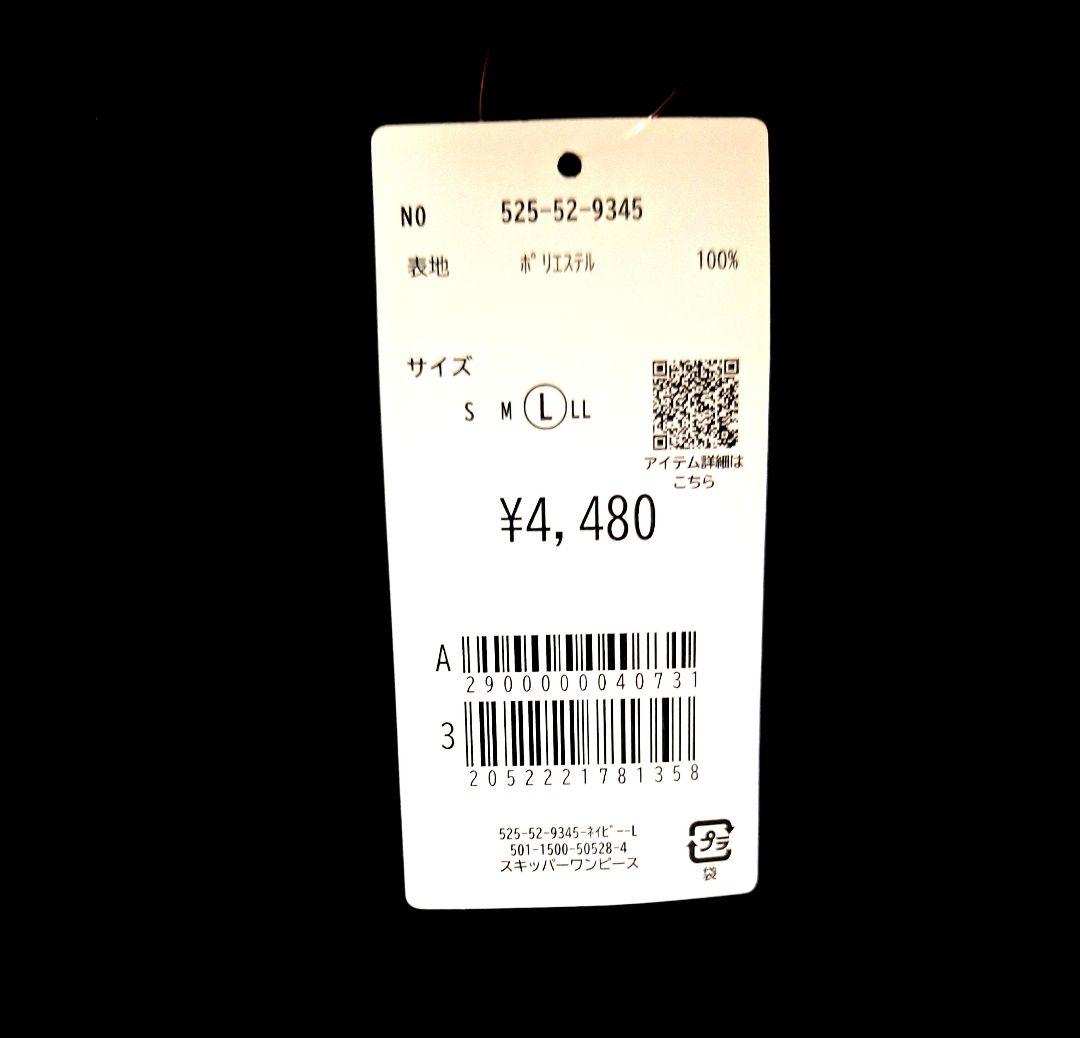 NO 525-52-9345
表地 ポリエステル 100%
サイズ
S M L LL
アイテム詳細は
こちら
¥4,480
A
2900000040731
3
2052221781358
525-52-9345-ネイビー--L
501-1500-50528-4
スキッパーワンピース
プラ
袋